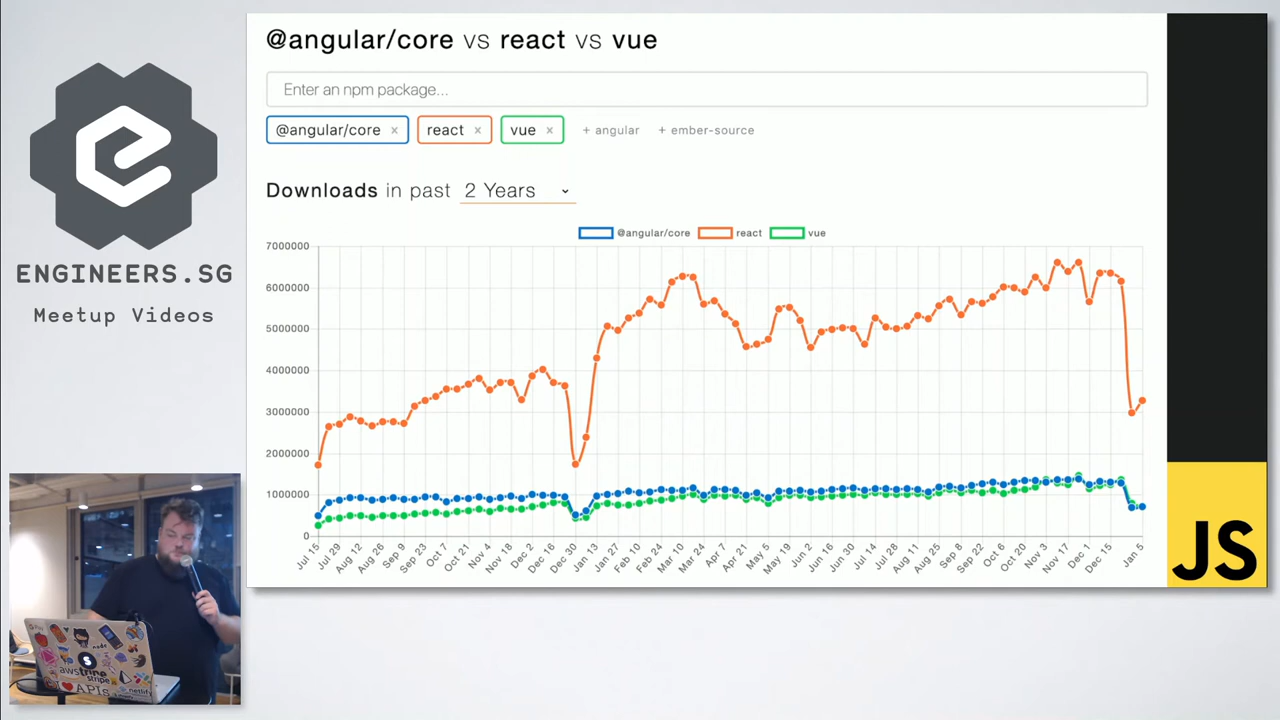 @angular/core vs react vs vue
Enter an npm package...
@angular/core × react × vue × + angular + ember-source
Downloads in past 2 Years
@angular/core react vue
7000000
6000000
5000000
4000000
3000000
2000000
1000000
0
Jul 15 Jul 29 Aug 12 Aug 26 Sep 9 Sep 23 Oct 7 Oct 21 Nov 4 Nov 18 Dec 2 Dec 16 Dec 30 Jan 13 Jan 27 Feb 10 Feb 24 Mar 10 Mar 24 Apr 7 Apr 21 May 5 May 19 Jun 2 Jun 16 Jun 30 Jul 14 Jul 28 Aug 11 Aug 25 Sep 8 Sep 22 Oct 6 Oct 20 Nov 3 Nov 17 Dec 1 Dec 15 Jan 5
JS
ENGINEERS.SG
Meetup Videos
aws
stripe
stripe
I ♥ APIs
netlify